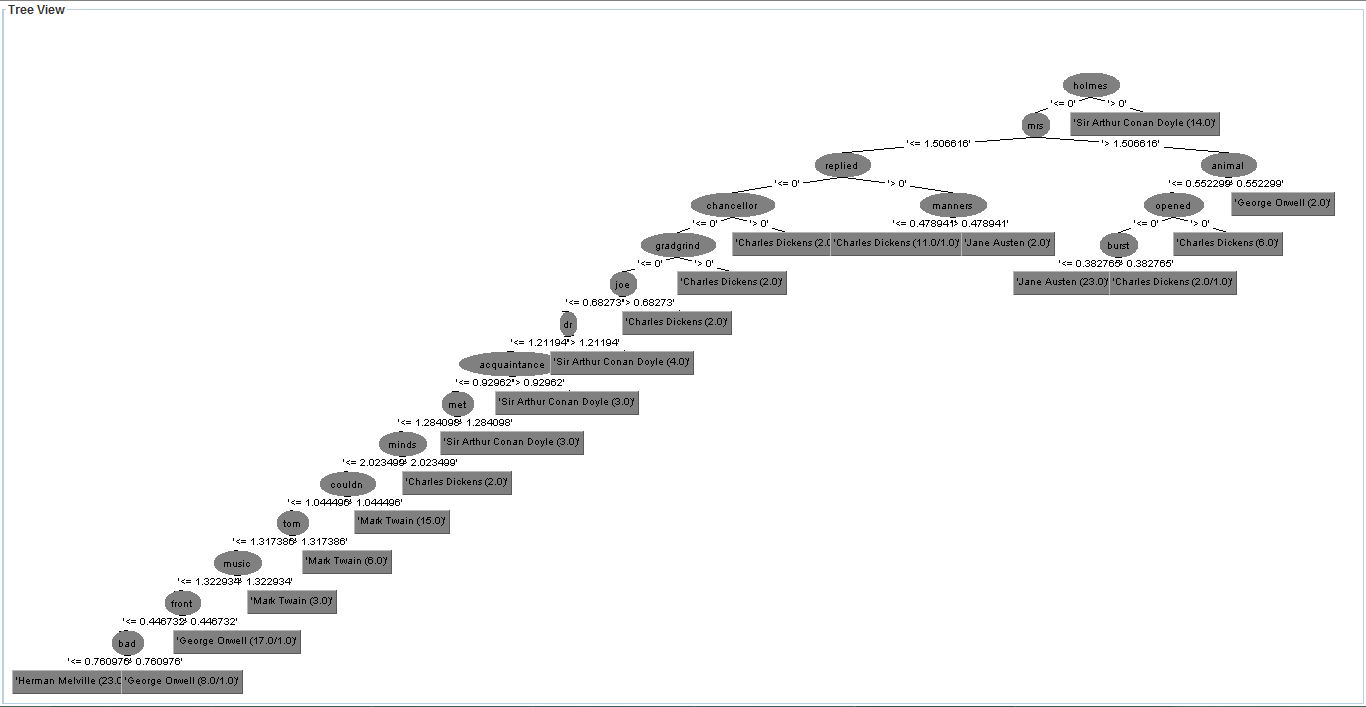 Tree View
holmes
'<= 0' '> 0'
mrs 'Sir Arthur Conan Doyle (14.0)'
'<= 1.506616' '> 1.506616'
replied animal
'<= 0' '> 0' '<= 0.552299 0.552299'
chancellor manners opened 'George Orwell (2.0)'
'<= 0' '> 0' '<= 0.478941 0.478941' '<= 0' '> 0'
gradgrind 'Charles Dickens (2.0 'Charles Dickens (11.0/1.0)' 'Jane Austen (2.0)' burst 'Charles Dickens (6.0)'
'<= 0' '> 0' '<= 0.382765 0.382765'
joe 'Charles Dickens (2.0)' 'Jane Austen (23.0)' 'Charles Dickens (2.0/1.0)'
'<= 0.68273'> 0.68273'
dr 'Charles Dickens (2.0)'
'<= 1.21194'> 1.21194'
acquaintance 'Sir Arthur Conan Doyle (4.0)'
'<= 0.92962'> 0.92962'
met 'Sir Arthur Conan Doyle (3.0)'
'<= 1.284098 1.284098'
minds 'Sir Arthur Conan Doyle (3.0)'
'<= 2.023499 2.023499'
couldn 'Charles Dickens (2.0)'
'<= 1.044496 1.044496'
tom 'Mark Twain (15.0)'
'<= 1.317386 1.317386'
music 'Mark Twain (6.0)'
'<= 1.322934 1.322934'
front 'Mark Twain (3.0)'
'<= 0.446732 0.446732'
bad 'George Orwell (17.0/1.0)'
'<= 0.760976 0.760976'
'Herman Melville (23.0 'George Orwell (8.0/1.0)'